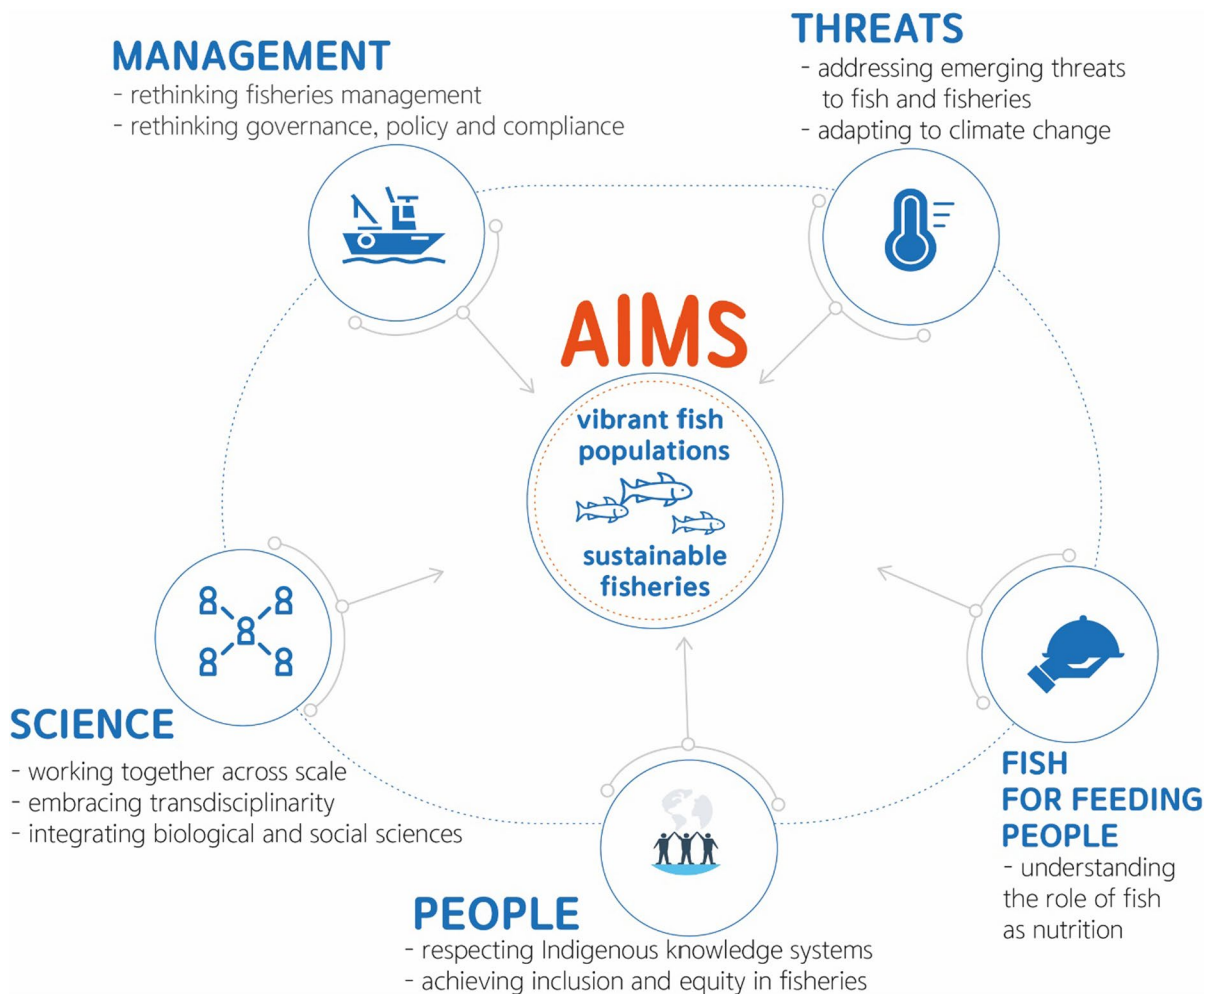 MANAGEMENT
- rethinking fisheries management
- rethinking governance, policy and compliance
THREATS
- addressing emerging threats
to fish and fisheries
- adapting to climate change
AIMS
vibrant fish
populations
sustainable
fisheries
SCIENCE
- working together across scale
- embracing transdisciplinarity
- integrating biological and social sciences
PEOPLE
- respecting Indigenous knowledge systems
- achieving inclusion and equity in fisheries
FISH
FOR FEEDING
PEOPLE
- understanding
the role of fish
as nutrition